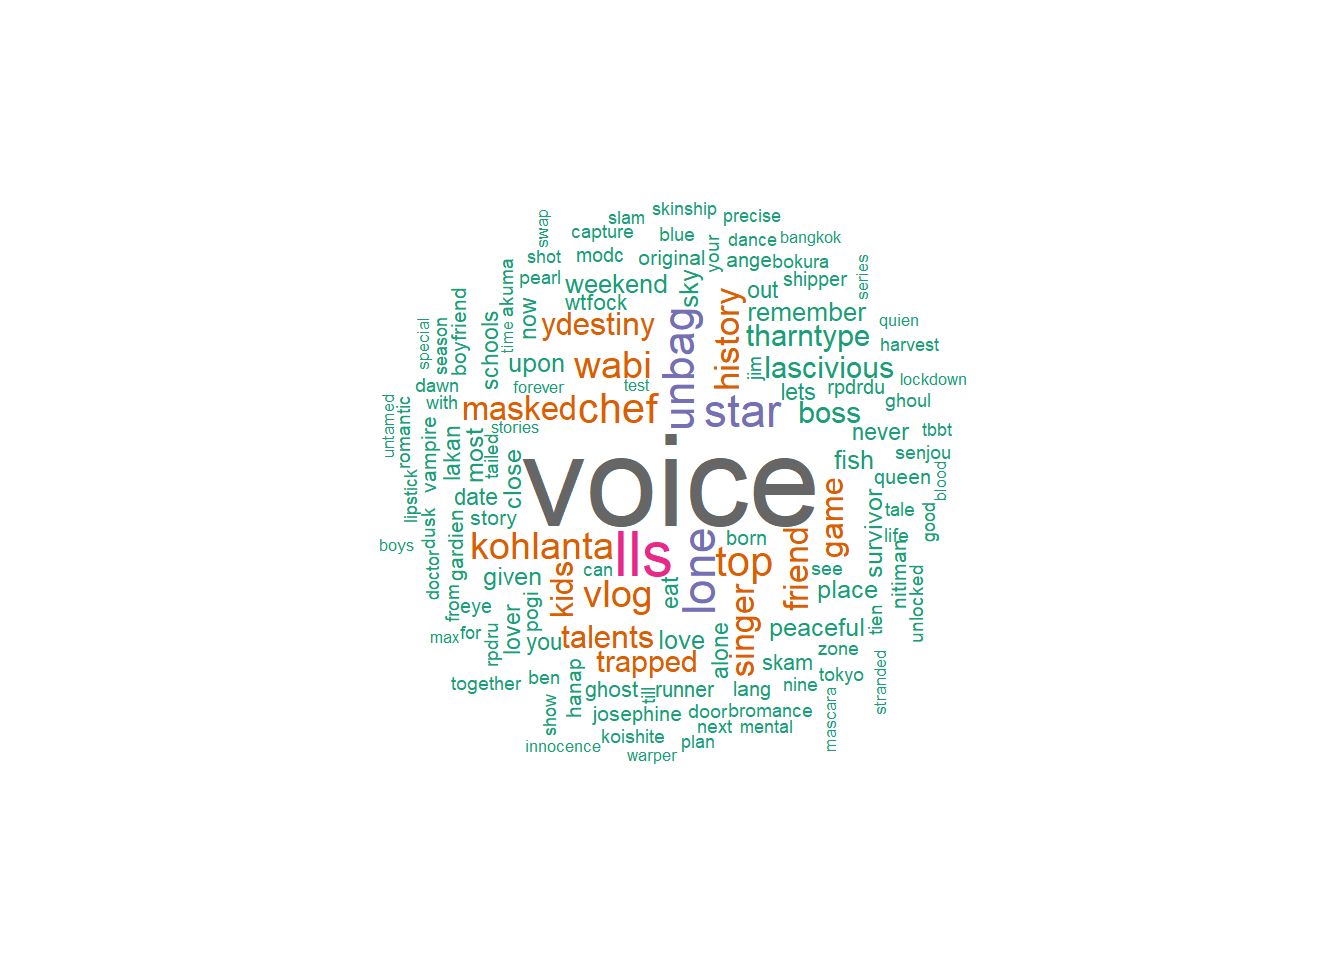 skinship
swap
slam
precise
capture
blue
your
dance
bangkok
shot
modc
original
ange
bokura
pearl
akuma
weekend
sky
out
shipper
series
wtfock
now
ydestiny
unbag
history
remember
quien
special
season
boyfriend
schools
time
upon
wabi
tharntype
harvest
jim
lascivious
dawn
forever
test
lets
rpdrdu
lockdown
untamed
romantic
with
masked
chef
star
boss
ghoul
stories
never
tbbt
vampire
lakan
most
tailed
voice
fish
senjou
lipstick
date
close
queen
blood
dusk
story
game
survivor
tale
good
boys
gardien
kohlanta
lls
lone
born
life
doctor
given
can
top
friend
see
nitiman
unlocked
from
eye
kids
vlog
eat
singer
place
tien
pogi
max
for
rpdru
lover
you
talents
love
alone
peaceful
trapped
skam
zone
together
ben
hanap
ghost
till
runner
lang
nine
tokyo
stranded
show
josephine
door
bromance
mascara
koishite
next
mental
innocence
plan
warper